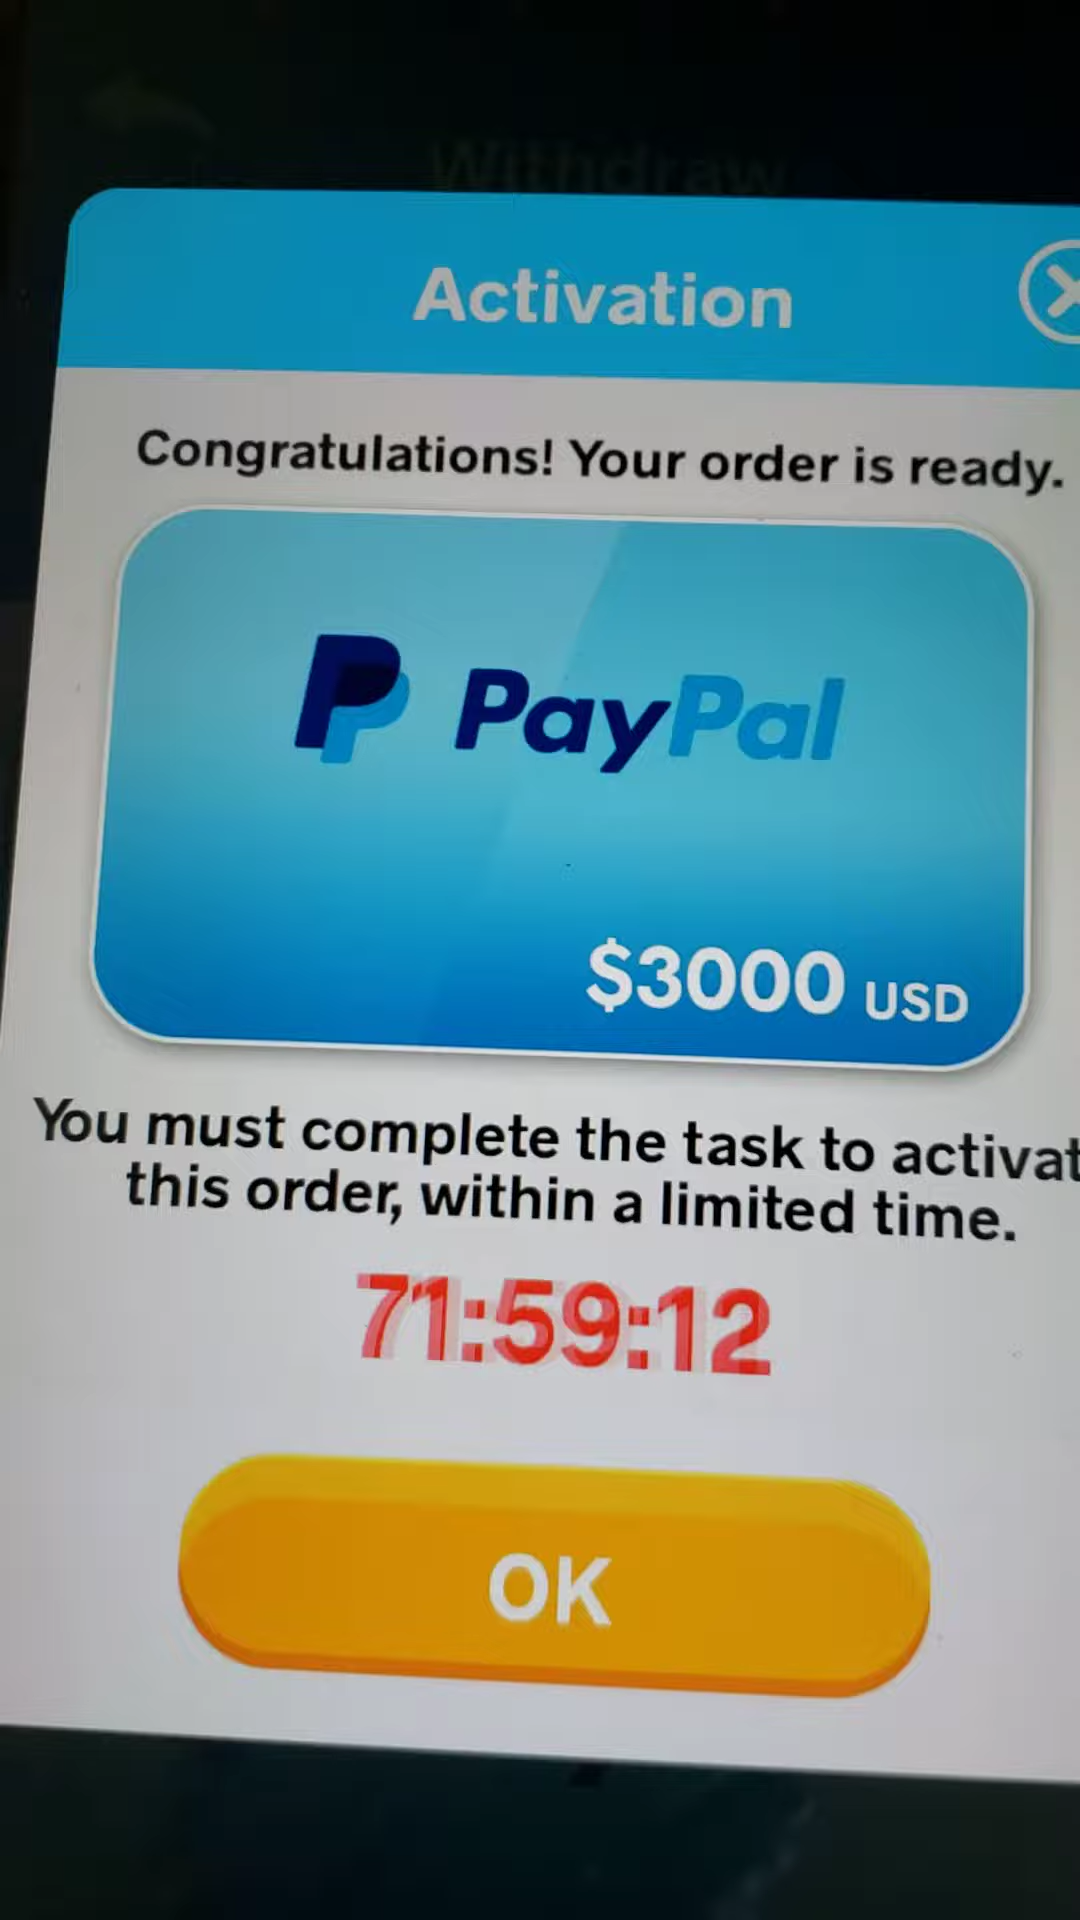 Withdraw
Activation
Congratulations! Your order is ready.
PayPal
$3000 USD
You must complete the task to activat
this order, within a limited time.
71:59:12
OK